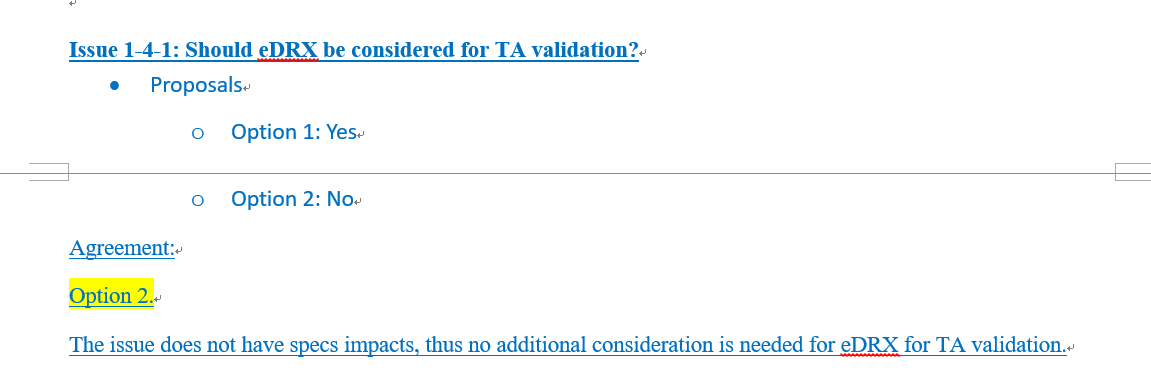 Issue 1-4-1: Should eDRX be considered for TA validation?
● Proposals
o Option 1: Yes
o Option 2: No
Agreement:
Option 2.
The issue does not have specs impacts, thus no additional consideration is needed for eDRX for TA validation.